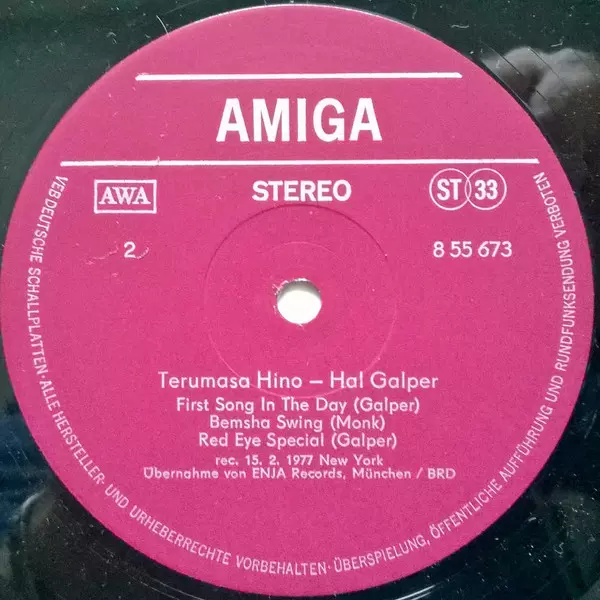 AMIGA
AWA
STEREO
ST 33
2
8 55 673
Terumasa Hino – Hal Galper
First Song In The Day (Galper)
Bemsha Swing (Monk)
Red Eye Special (Galper)
rec. 15. 2. 1977 New York
Übernahme von ENJA Records, München / BRD
VEB DEUTSCHE SCHALLPLATTEN · ALLE HERSTELLER- UND URHEBERRECHTE VORBEHALTEN · ÜBERSPIELUNG, ÖFFENTLICHE AUFFÜHRUNG UND RUNDFUNKSENDUNG VERBOTEN